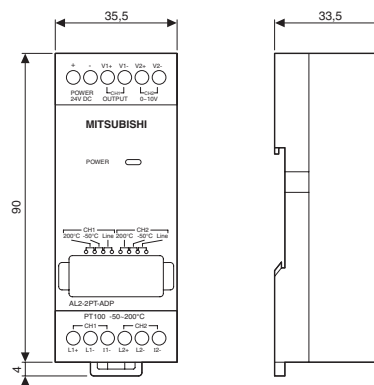 35,5
33,5
+ - V1+ V1- V2+ V2-
POWER CH1 CH2
24V DC OUTPUT 0~10V
MITSUBISHI
POWER
90
CH1 CH2
200°C -50°C Line 200°C -50°C Line
AL2-2PT-ADP
PT100 -50~200°C
CH1 CH2
L1+ L1- I1- L2+ L2- I2-
4